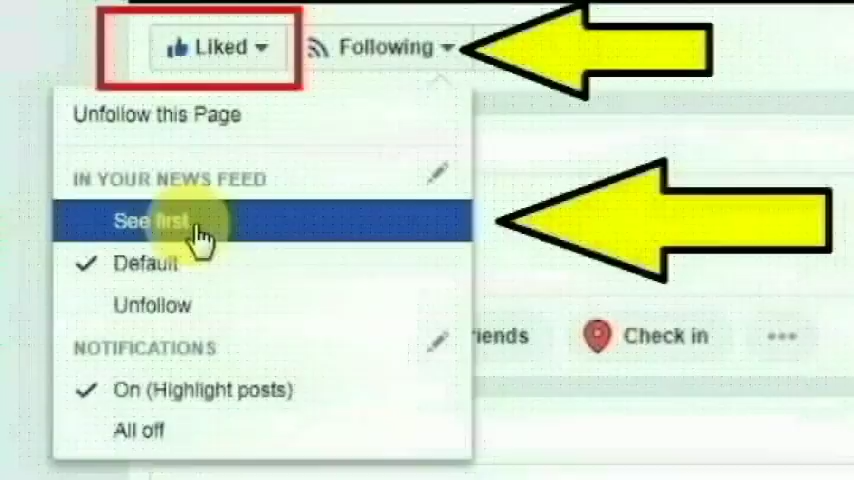 Liked Following
Unfollow this Page
IN YOUR NEWS FEED
See first
Default
Unfollow
NOTIFICATIONS
riends Check in
On (Highlight posts)
All off